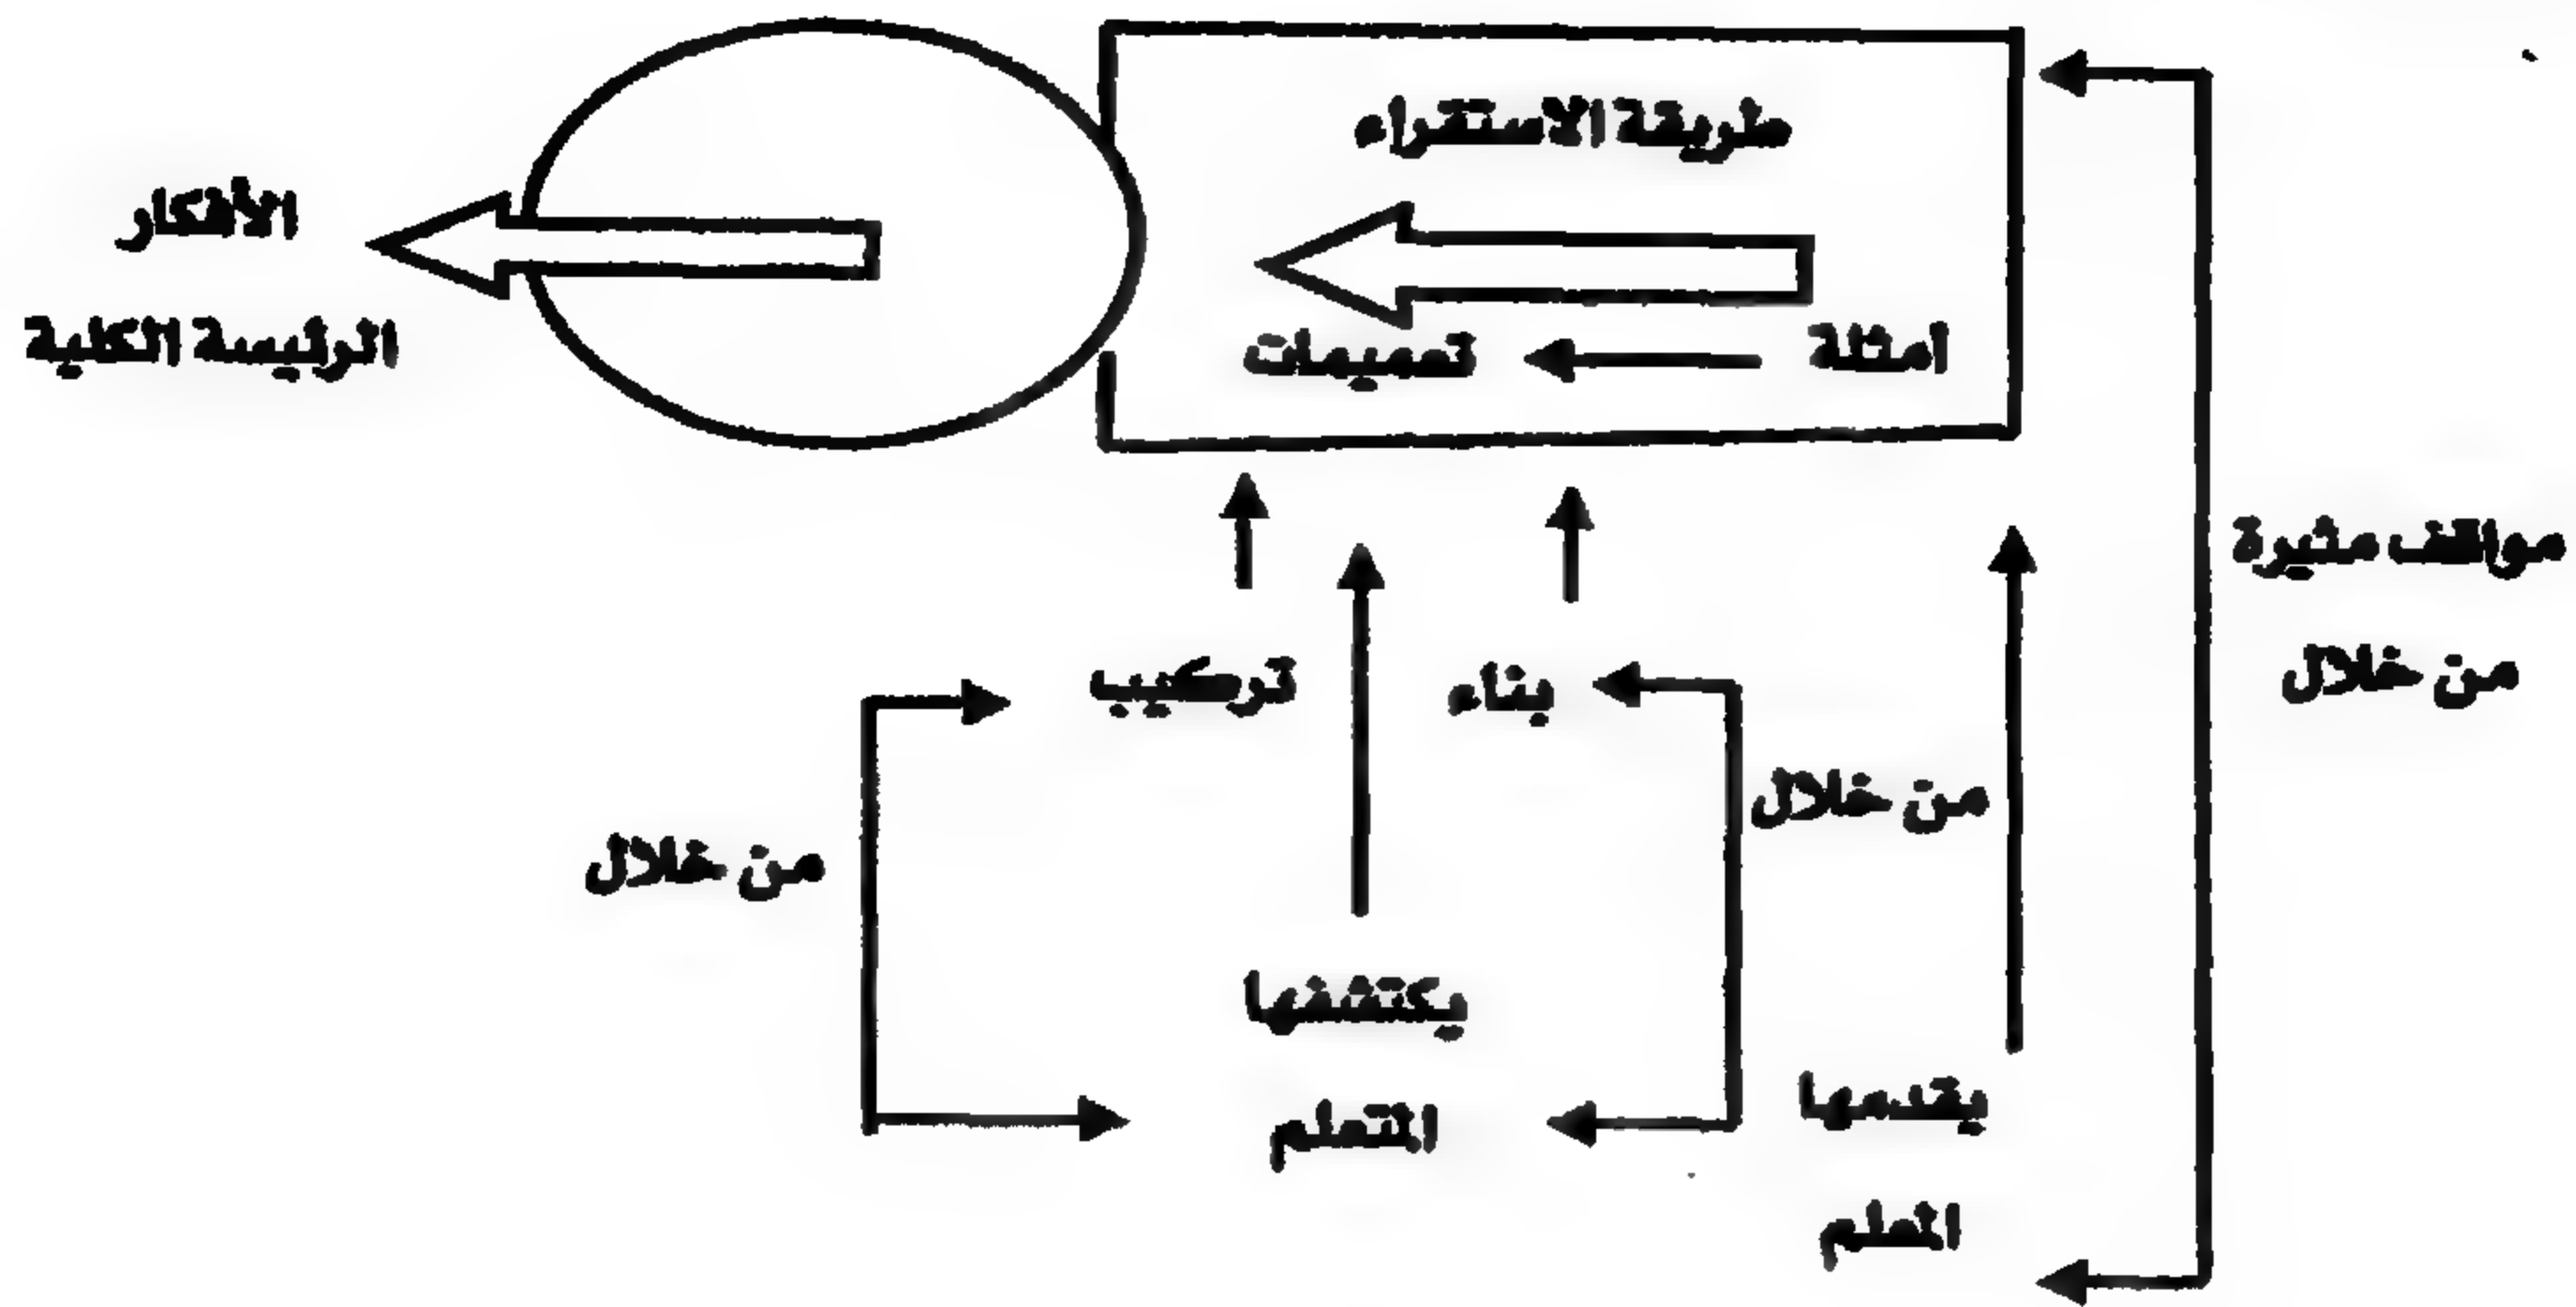 طريقة الاستقراء
أمثلة
تعميمات
الأفكار
الرئيسة الكلية
مواقف مثيرة
من خلال
بناء
تركيب
من خلال
من خلال
يكتشفها
المتعلم
يقدمها
المعلم